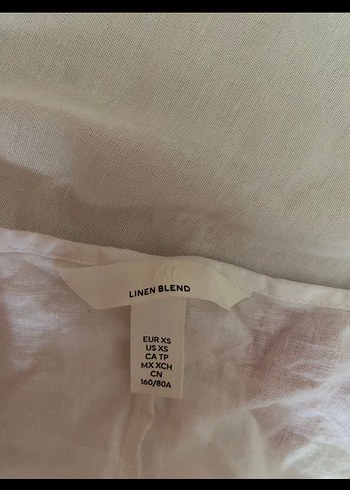 LINEN BLEND
EUR XS
US XS
CA TP
MX XCH
CN
160/80A